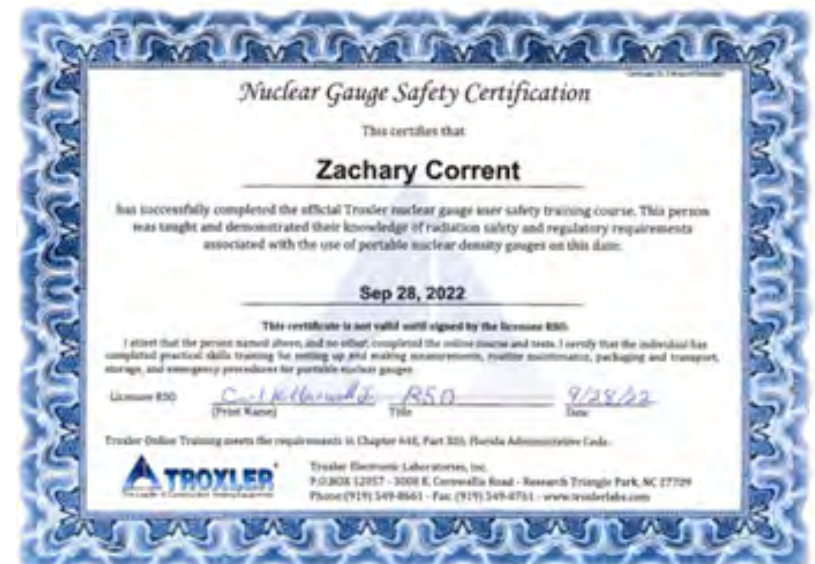 Nuclear Gauge Safety Certification
This certifies that
Zachary Corrent
has successfully completed the official Troxler nuclear gauge user safety training course. This person
was taught and demonstrated their knowledge of radiation safety and regulatory requirements
associated with the use of portable nuclear density gauges on this date:
Sep 28, 2022
This certificate is not valid until signed by the licensee RSO.
I attest that the person named above, and no other, completed the online course and tests. I certify that the individual has
completed practical skills training for setting up and making measurements, routine maintenance, packaging and transport,
storage, and emergency procedures for portable nuclear gauges.
Licensee RSO RSO 9/28/22
(Print Name) Title Date
Troxler Online Training meets the requirements in Chapter Part Florida Administrative Code.
TROXLER
Troxler Electronic Laboratories, Inc.
P.O.BOX 12057 - 3008 E. Cornwallis Road - Research Triangle Park, NC 27709
Phone:(919) 549-8661 - Fax: (919) 549-0761 - www.troxlerlabs.com